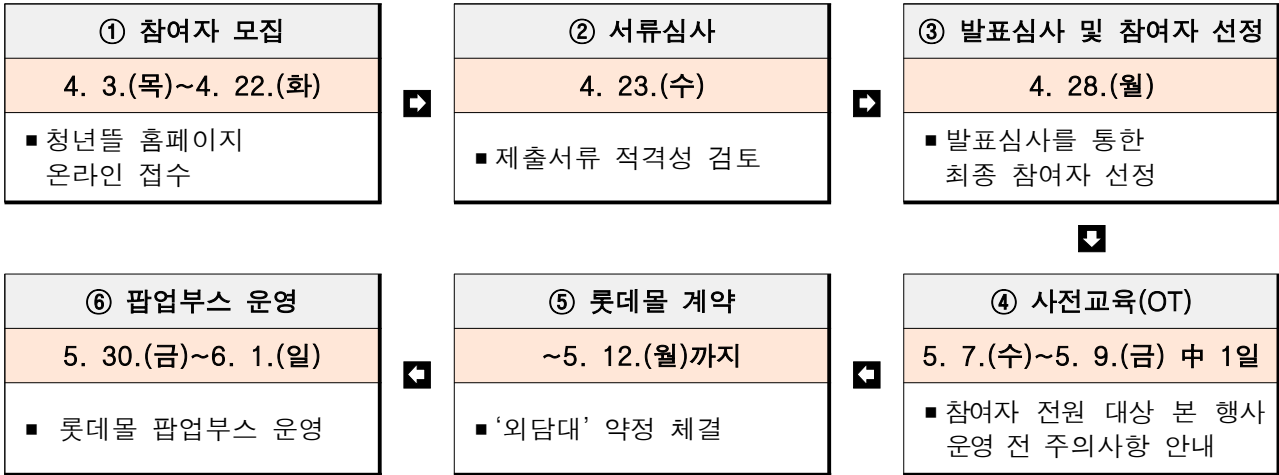 ① 참여자 모집
4. 3.(목)~4. 22.(화)
▪ 청년뜰 홈페이지
온라인 접수
② 서류심사
4. 23.(수)
▪ 제출서류 적격성 검토
③ 발표심사 및 참여자 선정
4. 28.(월)
▪ 발표심사를 통한
최종 참여자 선정
④ 사전교육(OT)
5. 7.(수)~5. 9.(금) 中 1일
▪ 참여자 전원 대상 본 행사
운영 전 주의사항 안내
⑤ 롯데몰 계약
~5. 12.(월)까지
▪ ‘외담대’ 약정 체결
⑥ 팝업부스 운영
5. 30.(금)~6. 1.(일)
▪ 롯데몰 팝업부스 운영